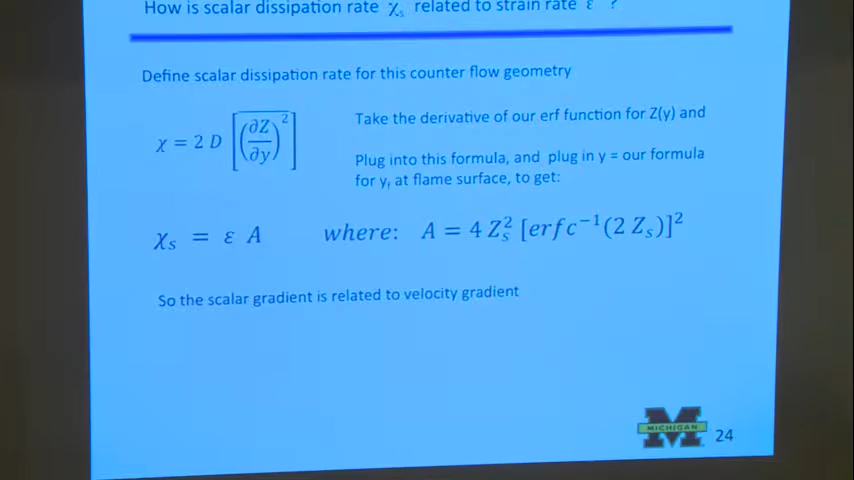 How is scalar dissipation rate χₛ related to strain rate ε ?
Define scalar dissipation rate for this counter flow geometry
χ = 2 D [(∂Z/∂y)²]
Take the derivative of our erf function for Z(y) and
Plug into this formula, and plug in y = our formula
for y_f at flame surface, to get:
χₛ = ε A where: A = 4 Zₛ² [erfc⁻¹(2 Zₛ)]²
So the scalar gradient is related to velocity gradient
MICHIGAN
24